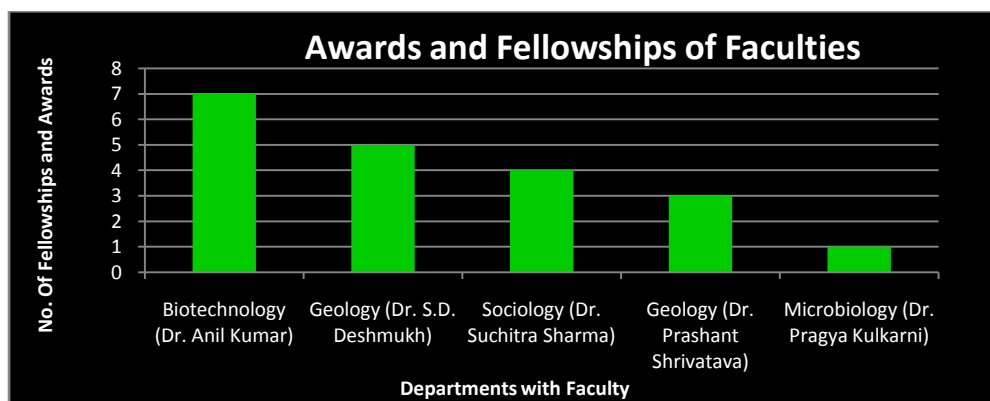 Awards and Fellowships of Faculties
No. Of Fellowships and Awards
8
7
6
5
4
3
2
1
0
Biotechnology
(Dr. Anil Kumar)
Geology (Dr. S.D.
Deshmukh)
Sociology (Dr.
Suchitra Sharma)
Geology (Dr.
Prashant
Shrivatava)
Microbiology (Dr.
Pragya Kulkarni)
Departments with Faculty